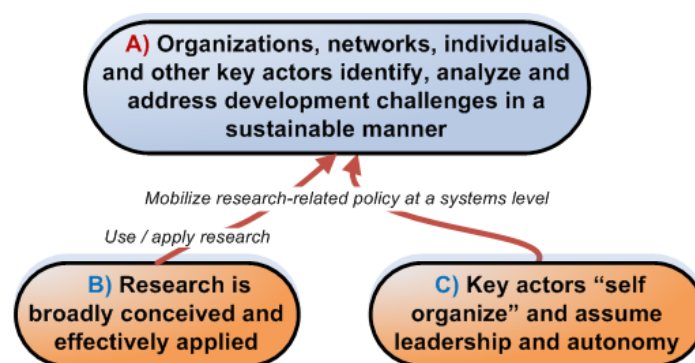 A) Organizations, networks, individuals
and other key actors identify, analyze and
address development challenges in a
sustainable manner
Mobilize research-related policy at a systems level
Use / apply research
B) Research is
broadly conceived and
effectively applied
C) Key actors “self
organize” and assume
leadership and autonomy